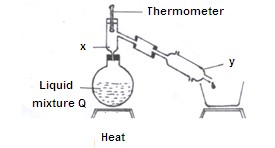 Thermometer
x
y
Liquid
mixture Q
Heat